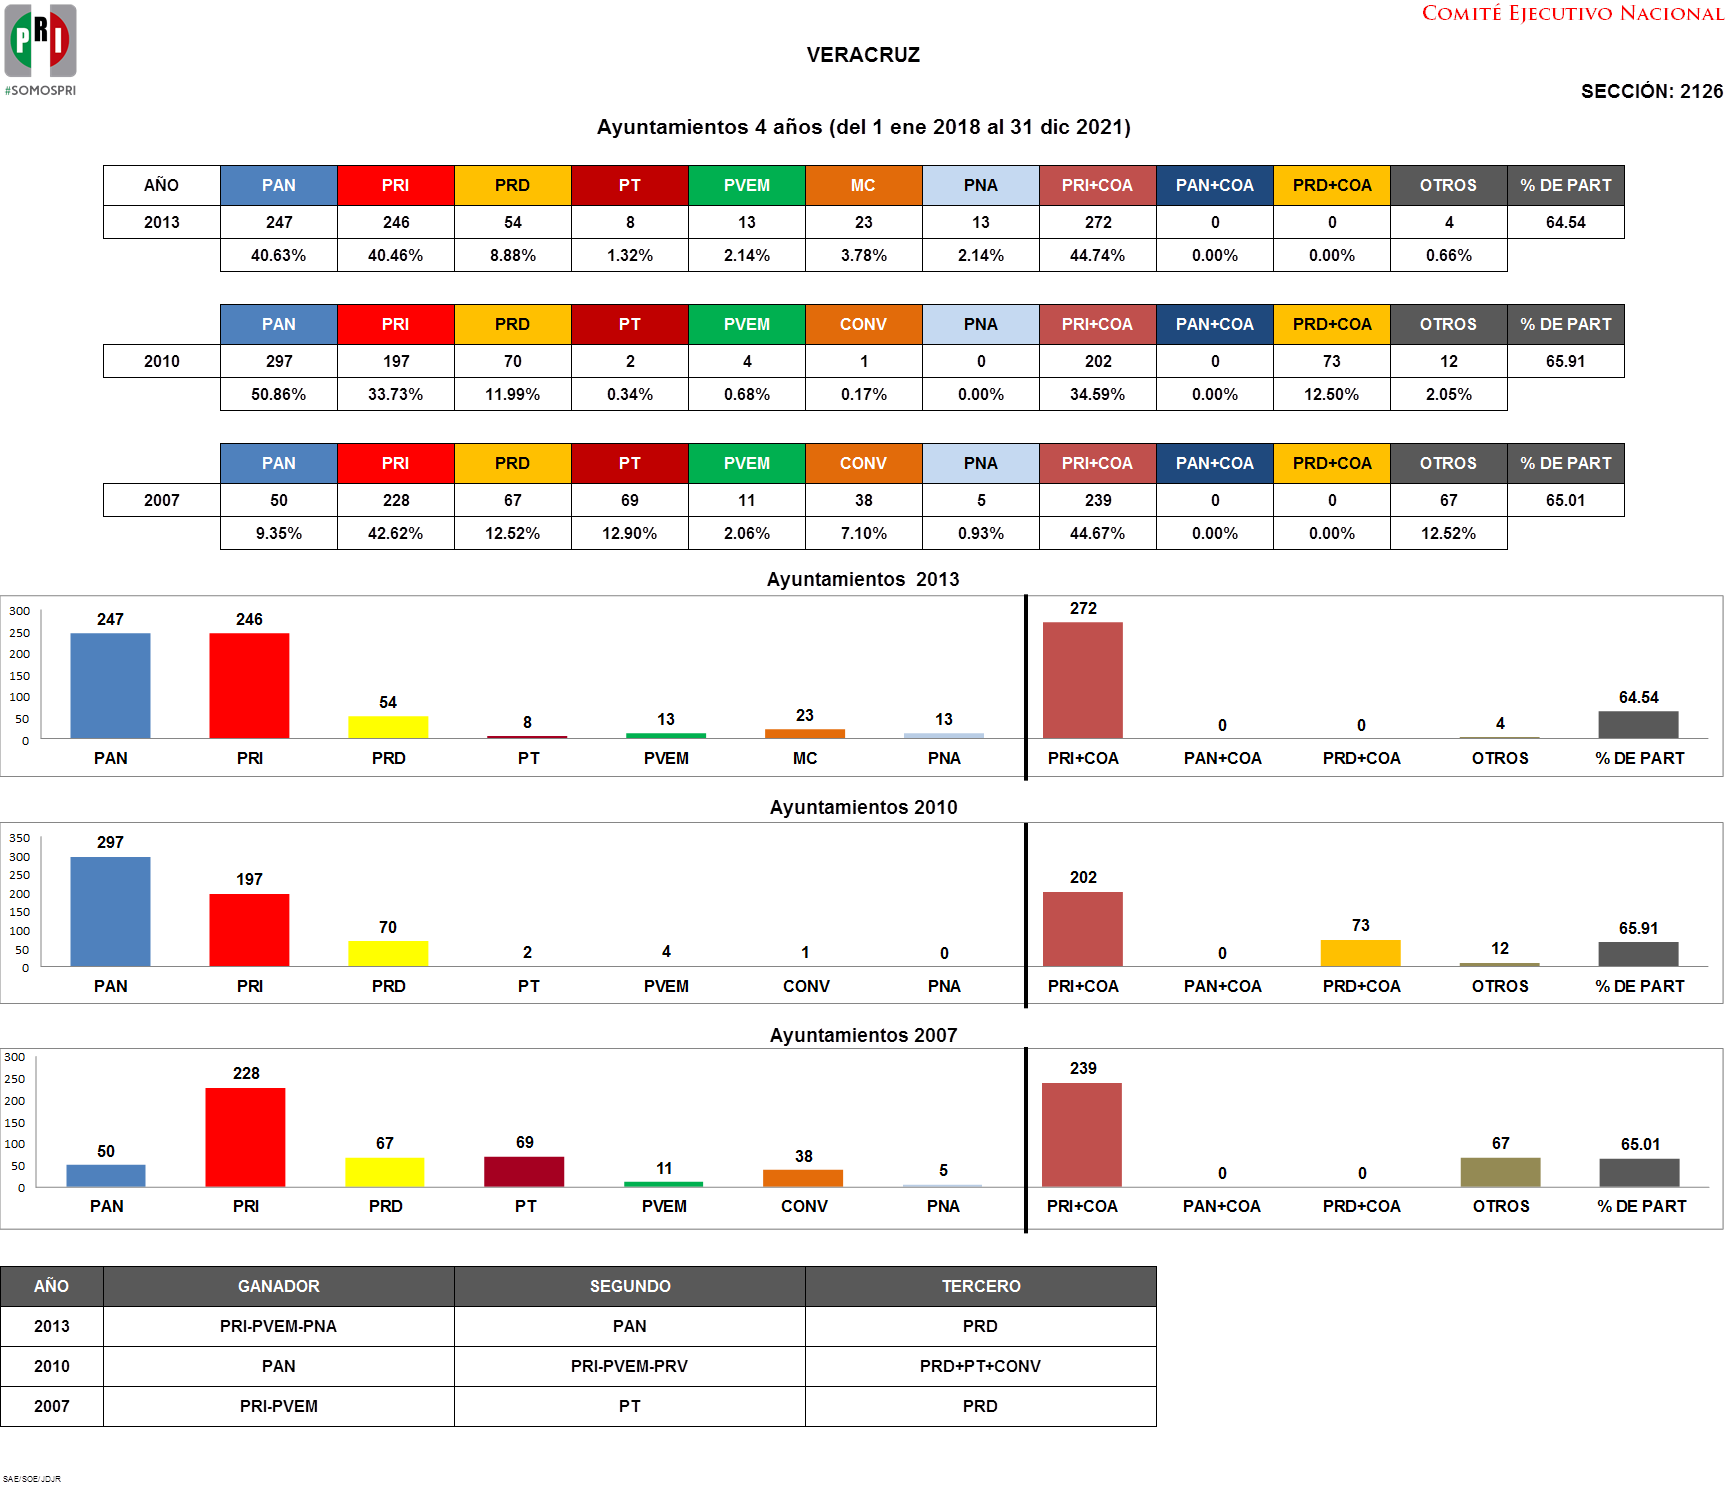 PRI
#SOMOSPRI
COMITÉ EJECUTIVO NACIONAL
VERACRUZ
SECCIÓN: 2126
Ayuntamientos 4 años (del 1 ene 2018 al 31 dic 2021)
AÑO PAN PRI PRD PT PVEM MC PNA PRI+COA PAN+COA PRD+COA OTROS % DE PART
2013 247 246 54 8 13 23 13 272 0 0 4 64.54
40.63% 40.46% 8.88% 1.32% 2.14% 3.78% 2.14% 44.74% 0.00% 0.00% 0.66%
PAN PRI PRD PT PVEM CONV PNA PRI+COA PAN+COA PRD+COA OTROS % DE PART
2010 297 197 70 2 4 1 0 202 0 73 12 65.91
50.86% 33.73% 11.99% 0.34% 0.68% 0.17% 0.00% 34.59% 0.00% 12.50% 2.05%
PAN PRI PRD PT PVEM CONV PNA PRI+COA PAN+COA PRD+COA OTROS % DE PART
2007 50 228 67 69 11 38 5 239 0 0 67 65.01
9.35% 42.62% 12.52% 12.90% 2.06% 7.10% 0.93% 44.67% 0.00% 0.00% 12.52%
Ayuntamientos 2013
300
250
200
150
100
50
0
247 246 54 8 13 23 13 272 0 0 4 64.54
PAN PRI PRD PT PVEM MC PNA PRI+COA PAN+COA PRD+COA OTROS % DE PART
Ayuntamientos 2010
350
300
250
200
150
100
50
0
297 197 70 2 4 1 0 202 0 73 12 65.91
PAN PRI PRD PT PVEM CONV PNA PRI+COA PAN+COA PRD+COA OTROS % DE PART
Ayuntamientos 2007
300
250
200
150
100
50
0
50 228 67 69 11 38 5 239 0 0 67 65.01
PAN PRI PRD PT PVEM CONV PNA PRI+COA PAN+COA PRD+COA OTROS % DE PART
AÑO GANADOR SEGUNDO TERCERO
2013 PRI-PVEM-PNA PAN PRD
2010 PAN PRI-PVEM-PRV PRD+PT+CONV
2007 PRI-PVEM PT PRD
SAE/SOE/JDJR